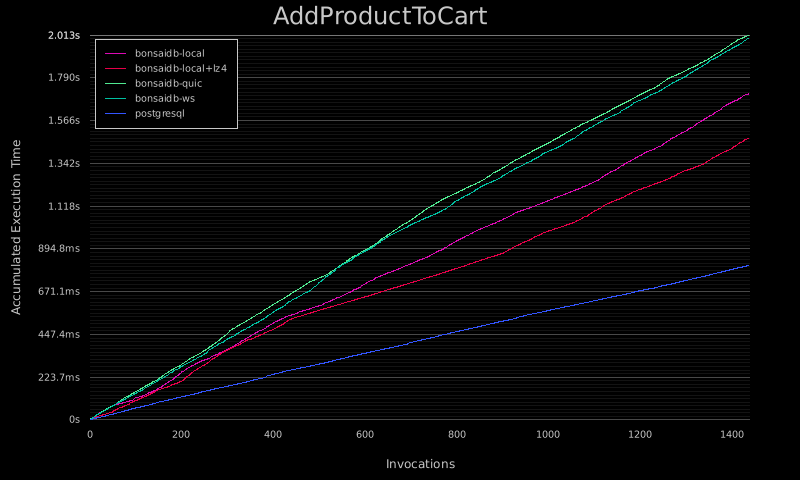 AddProductToCart
2.013s
bonsaidb-local
bonsaidb-local+lz4
1.790s
bonsaidb-quic
bonsaidb-ws
postgresql
1.566s
1.342s
1.118s
894.8ms
671.1ms
447.4ms
223.7ms
0s
Accumulated Execution Time
0 200 400 600 800 1000 1200 1400
Invocations